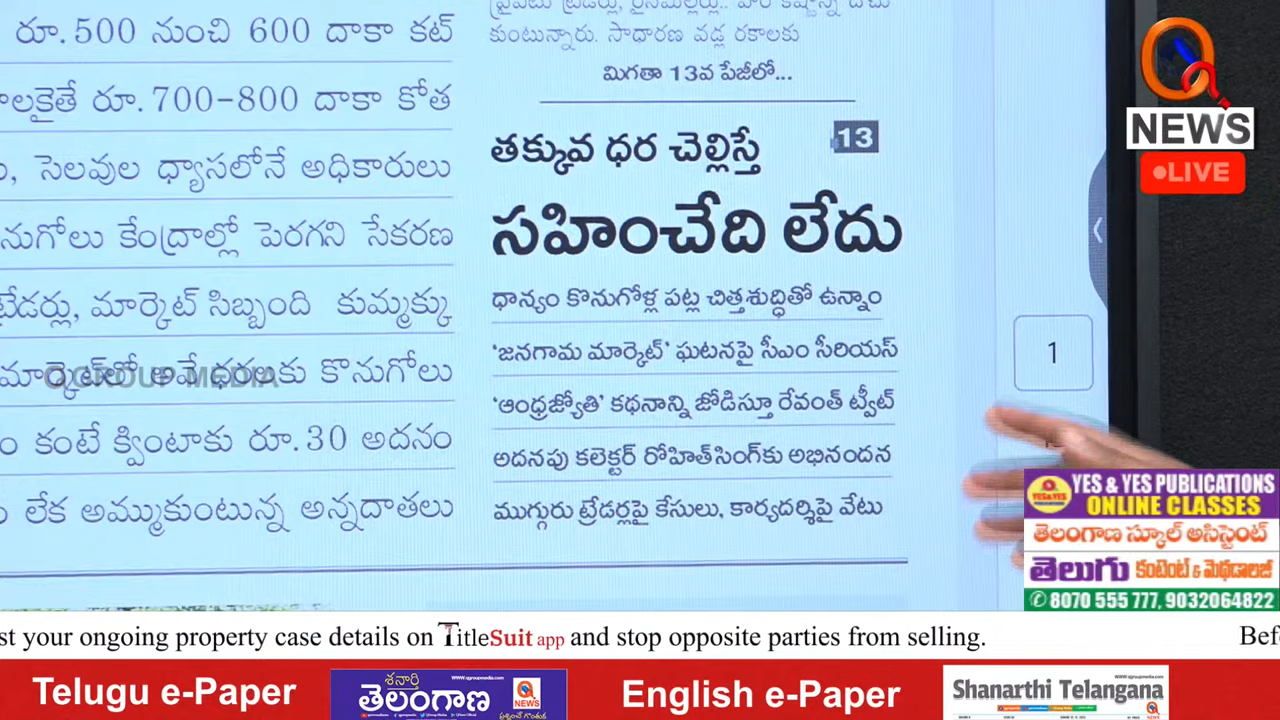 రూ.500 నుంచి 600 దాకా కట్
రూ.700-800 దాకా కోత
సెలవుల ధ్యాసలోనే అధికారులు
కేంద్రాల్లో పెరగని సేకరణ
మార్కెట్ సిబ్బంది కుమ్మక్కు
మార్కెట్‌లో అవే ధరలకు కొనుగోలు
కంటే క్వింటాకు రూ.30 అదనం
లేక అమ్ముకుంటున్న అన్నదాతలు
QGROUP MEDIA
కుంటున్నారు. సాధారణ వడ్ల రకాలకు
మిగతా 13వ పేజీలో...
తక్కువ ధర చెల్లిస్తే
13
సహించేది లేదు
ధాన్యం కొనుగోళ్ల పట్ల చిత్తశుద్ధితో ఉన్నాం
'జనగామ మార్కెట్' ఘటనపై సీఎం సీరియస్
'ఆంధ్రజ్యోతి' కథనాన్ని జోడిస్తూ రేవంత్ ట్వీట్
అదనపు కలెక్టర్ రోహిత్‌సింగ్‌కు అభినందన
ముగ్గురు ట్రేడర్లపై కేసులు, కార్యదర్శిపై వేటు
1
Q
NEWS
LIVE
YES & YES PUBLICATIONS
ONLINE CLASSES
తెలంగాణ స్కూల్ అసిస్టెంట్
తెలుగు కంటెంట్ & మెథడాలజీ
8070 555 777, 9032064822
your ongoing property case details on TitleSuit app and stop opposite parties from selling.
Telugu e-Paper
శనార్తి
తెలంగాణ
NEWS
English e-Paper
Shanarthi Telangana